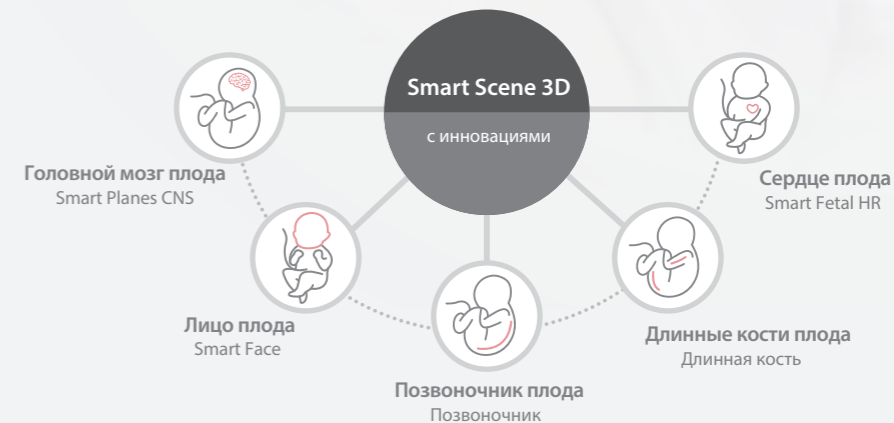 Smart Scene 3D
с инновациями
Головной мозг плода
Smart Planes CNS
Сердце плода
Smart Fetal HR
Лицо плода
Smart Face
Длинные кости плода
Длинная кость
Позвоночник плода
Позвоночник